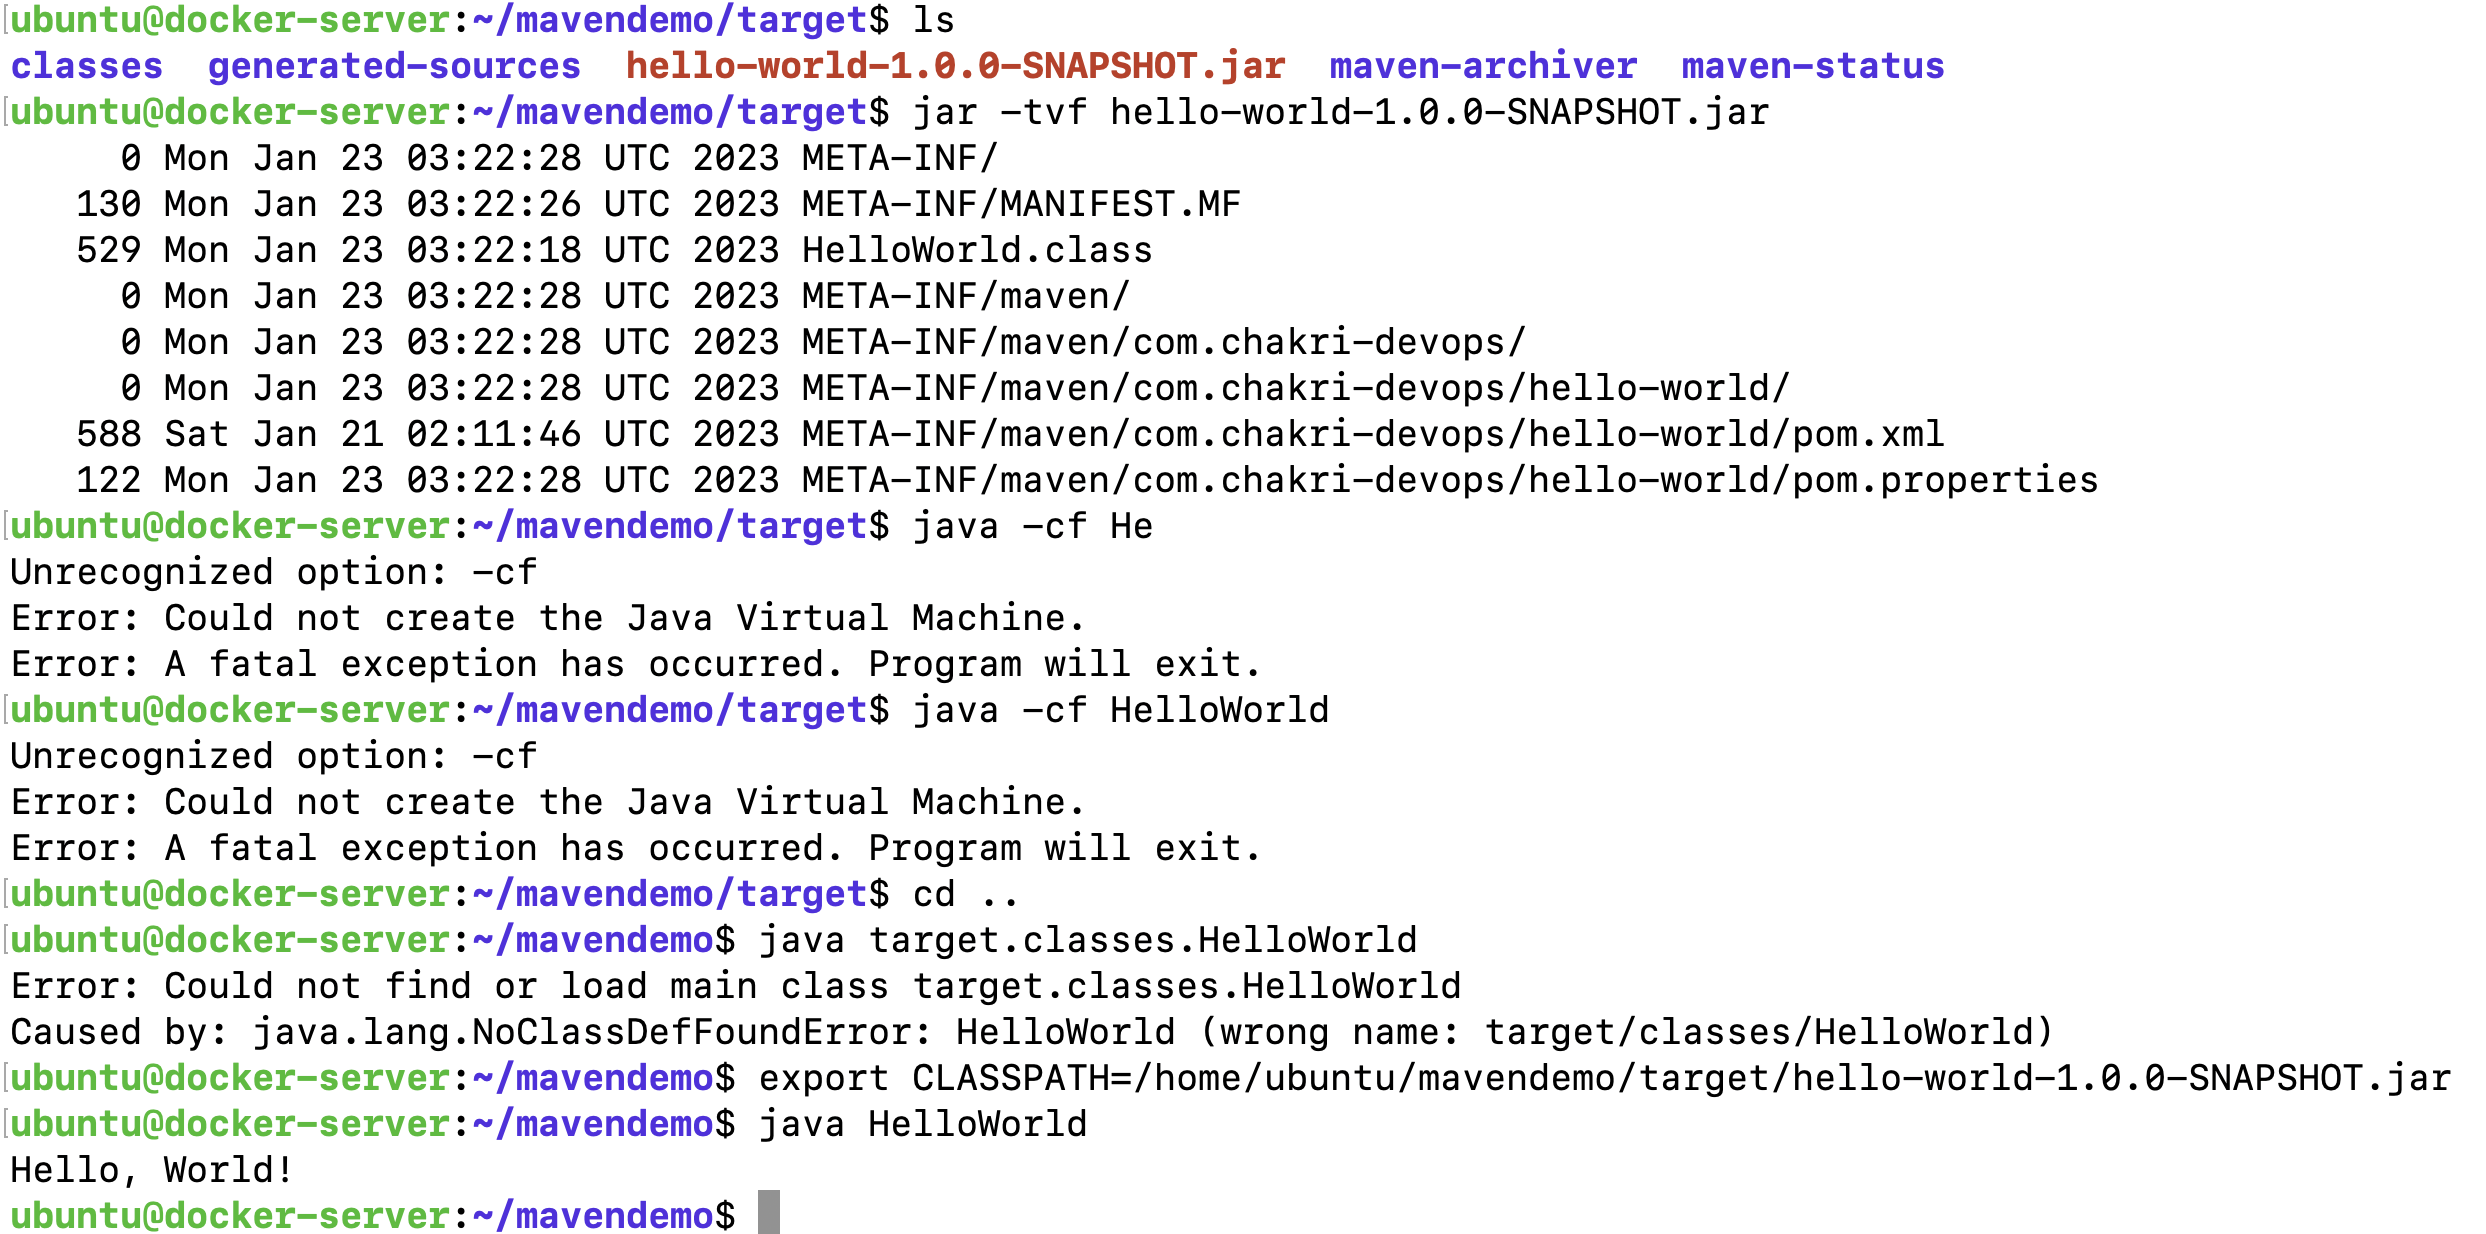 ubuntu@docker-server:~/mavendemo/target$ ls
classes  generated-sources  hello-world-1.0.0-SNAPSHOT.jar  maven-archiver  maven-status
ubuntu@docker-server:~/mavendemo/target$ jar -tvf hello-world-1.0.0-SNAPSHOT.jar
     0 Mon Jan 23 03:22:28 UTC 2023 META-INF/
   130 Mon Jan 23 03:22:26 UTC 2023 META-INF/MANIFEST.MF
   529 Mon Jan 23 03:22:18 UTC 2023 HelloWorld.class
     0 Mon Jan 23 03:22:28 UTC 2023 META-INF/maven/
     0 Mon Jan 23 03:22:28 UTC 2023 META-INF/maven/com.chakri-devops/
     0 Mon Jan 23 03:22:28 UTC 2023 META-INF/maven/com.chakri-devops/hello-world/
   588 Sat Jan 21 02:11:46 UTC 2023 META-INF/maven/com.chakri-devops/hello-world/pom.xml
   122 Mon Jan 23 03:22:28 UTC 2023 META-INF/maven/com.chakri-devops/hello-world/pom.properties
ubuntu@docker-server:~/mavendemo/target$ java -cf He
Unrecognized option: -cf
Error: Could not create the Java Virtual Machine.
Error: A fatal exception has occurred. Program will exit.
ubuntu@docker-server:~/mavendemo/target$ java -cf HelloWorld
Unrecognized option: -cf
Error: Could not create the Java Virtual Machine.
Error: A fatal exception has occurred. Program will exit.
ubuntu@docker-server:~/mavendemo/target$ cd ..
ubuntu@docker-server:~/mavendemo$ java target.classes.HelloWorld
Error: Could not find or load main class target.classes.HelloWorld
Caused by: java.lang.NoClassDefFoundError: HelloWorld (wrong name: target/classes/HelloWorld)
ubuntu@docker-server:~/mavendemo$ export CLASSPATH=/home/ubuntu/mavendemo/target/hello-world-1.0.0-SNAPSHOT.jar
ubuntu@docker-server:~/mavendemo$ java HelloWorld
Hello, World!
ubuntu@docker-server:~/mavendemo$